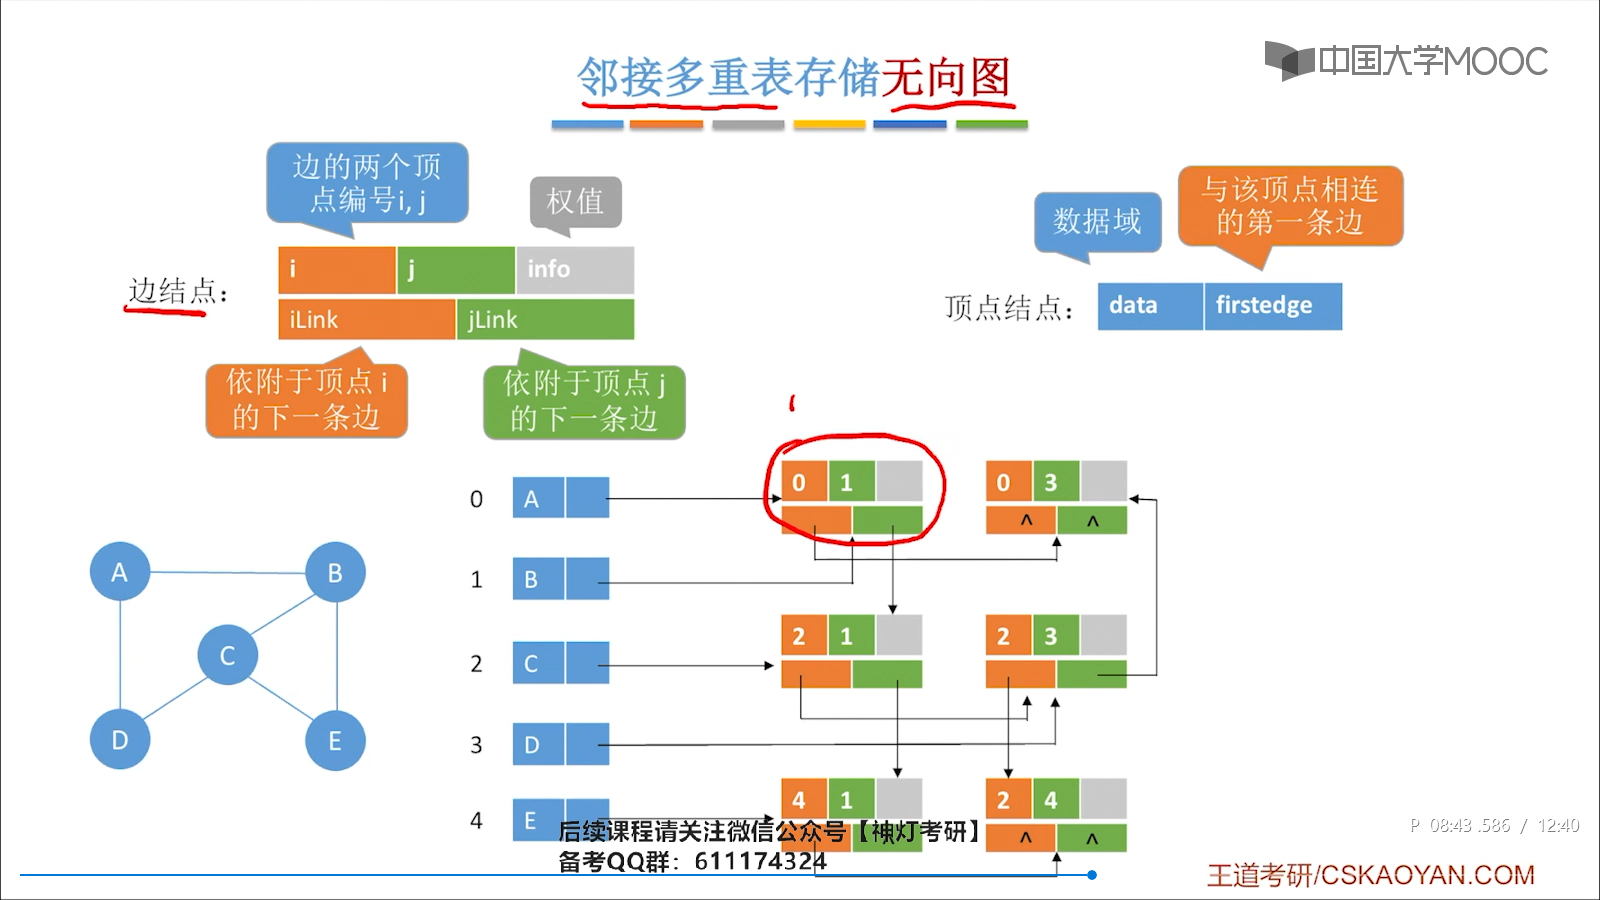 中国大学MOOC
邻接多重表存储无向图
边的两个顶
点编号i, j
权值
数据域
与该顶点相连
的第一条边
边结点：
i j info
iLink jLink
顶点结点：
data firstedge
依附于顶点 i
的下一条边
依附于顶点 j
的下一条边
0 A
0 1
0 3
^ ^
1 B
2 C
2 1
2 3
3 D
4 E
4 1
2 4
^ ^ ^
A B
C
D E
后续课程请关注微信公众号【神灯考研】
备考QQ群：611174324
P 08:43 .586 / 12:40
王道考研/CSKAOYAN.COM